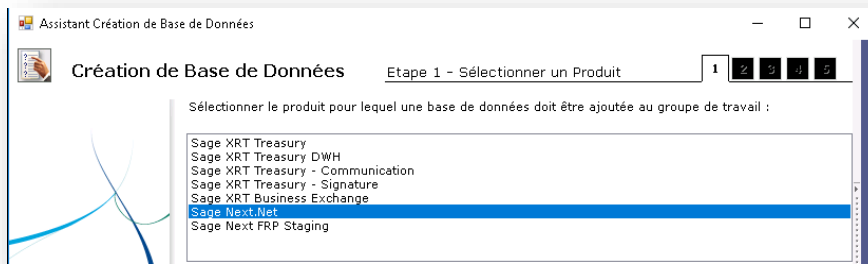 Assistant Création de Base de Données
Création de Base de Données
Etape 1 - Sélectionner un Produit
1 2 3 4 5
Sélectionner le produit pour lequel une base de données doit être ajoutée au groupe de travail :
Sage XRT Treasury
Sage XRT Treasury DWH
Sage XRT Treasury - Communication
Sage XRT Treasury - Signature
Sage XRT Business Exchange
Sage Next.Net
Sage Next FRP Staging